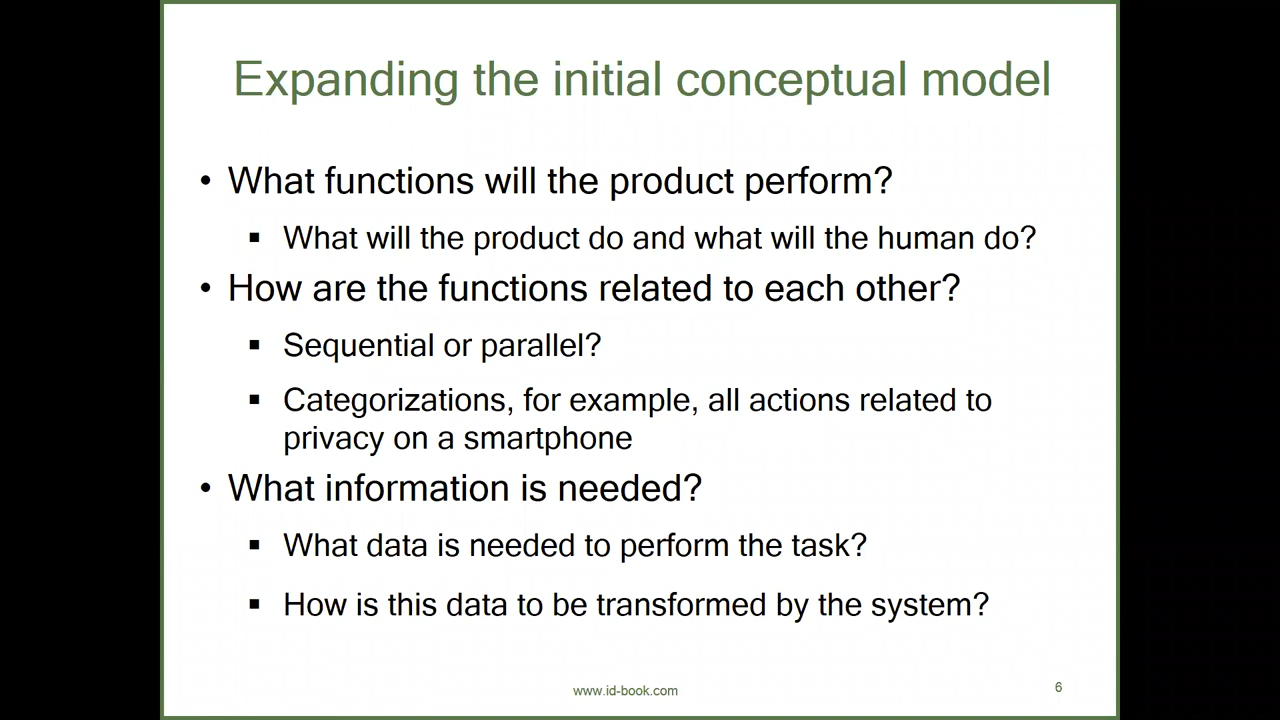 Expanding the initial conceptual model
• What functions will the product perform?
▪ What will the product do and what will the human do?
• How are the functions related to each other?
▪ Sequential or parallel?
▪ Categorizations, for example, all actions related to
privacy on a smartphone
• What information is needed?
▪ What data is needed to perform the task?
▪ How is this data to be transformed by the system?
www.id-book.com
6